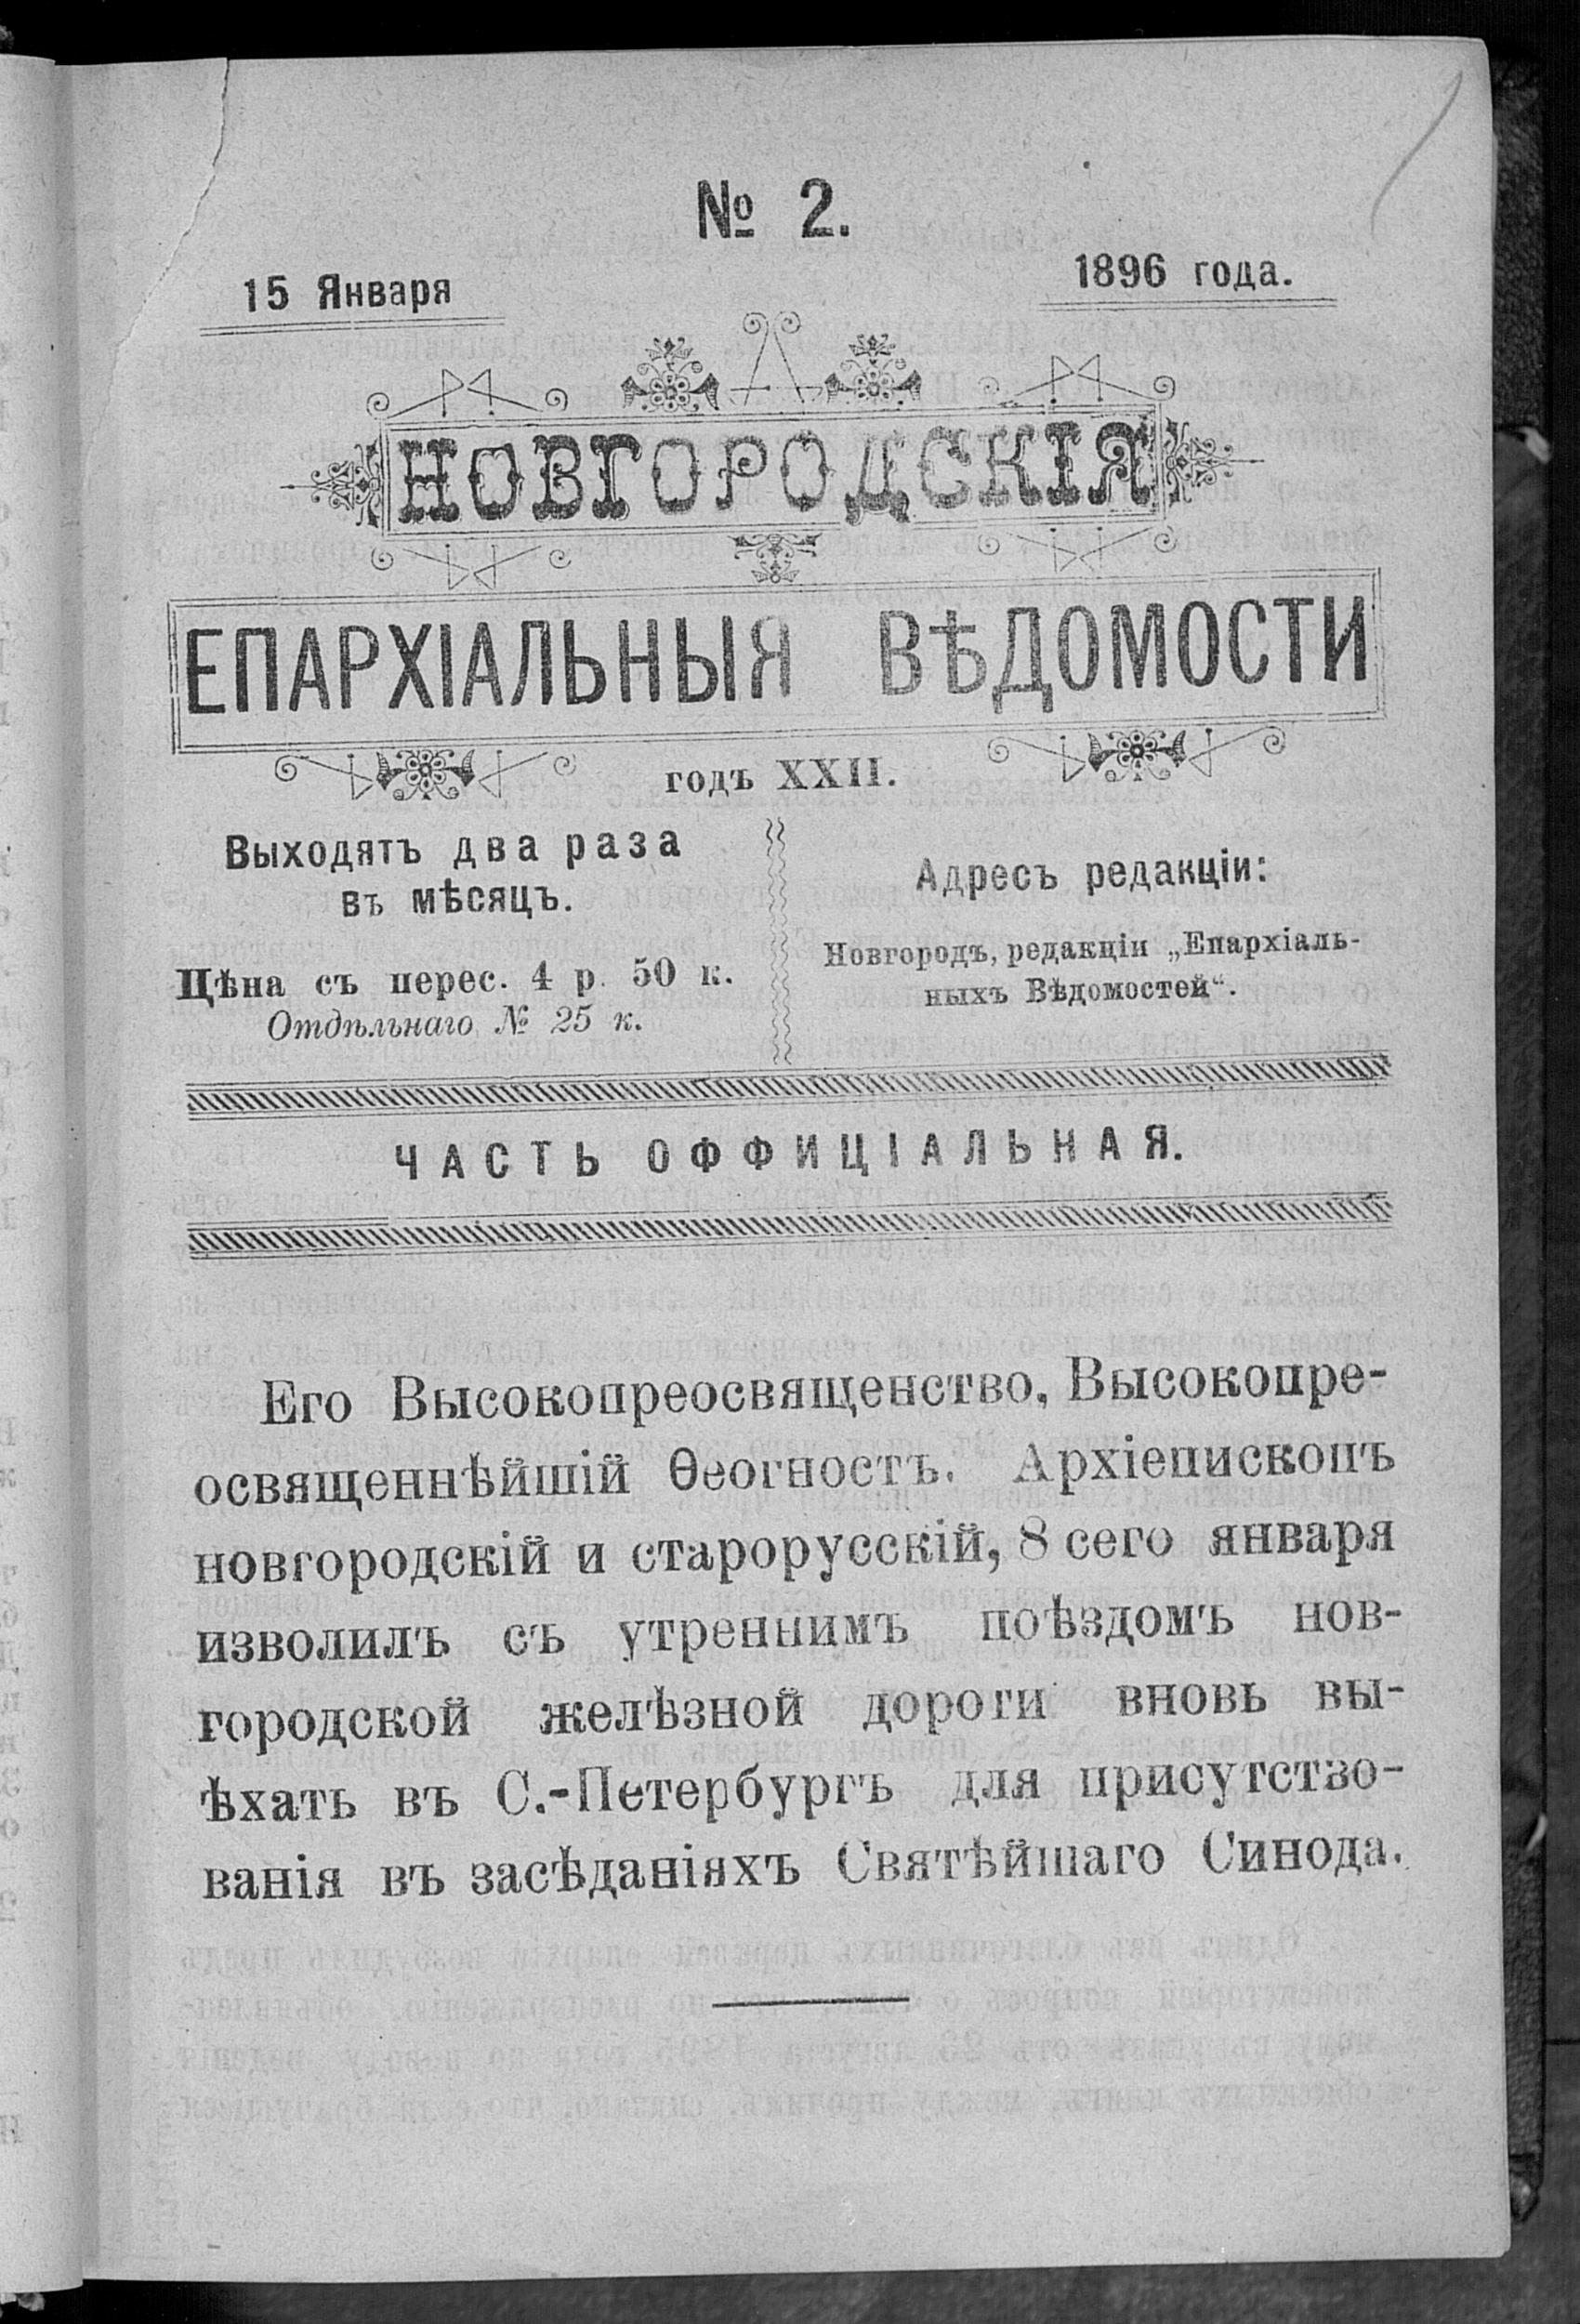 № 2.
15 Января
1896 года.
НОВГОРОДСКІЯ
ЕПАРХІАЛЬНЫЯ ВѢДОМОСТИ
годъ XXII.
Выходятъ два раза
въ мѣсяцъ.
Цѣна съ перес. 4 р. 50 к.
Отдѣльнаго № 25 к.
Адресъ редакціи:
Новгородъ, редакціи „Епархіаль-
ныхъ Вѣдомостей“.
ЧАСТЬ ОФФИЦІАЛЬНАЯ.
Его Высокопреосвященство, Высокопре-
освященнѣйшій Ѳеогностъ. Архіепископъ
новгородскій и старорусскій, 8 сего января
изволилъ съ утреннимъ поѣздомъ нов-
городской желѣзной дороги вновь вы-
ѣхать въ С.-Петербургъ для присутство-
ванія въ засѣданіяхъ Святѣйшаго Синода.